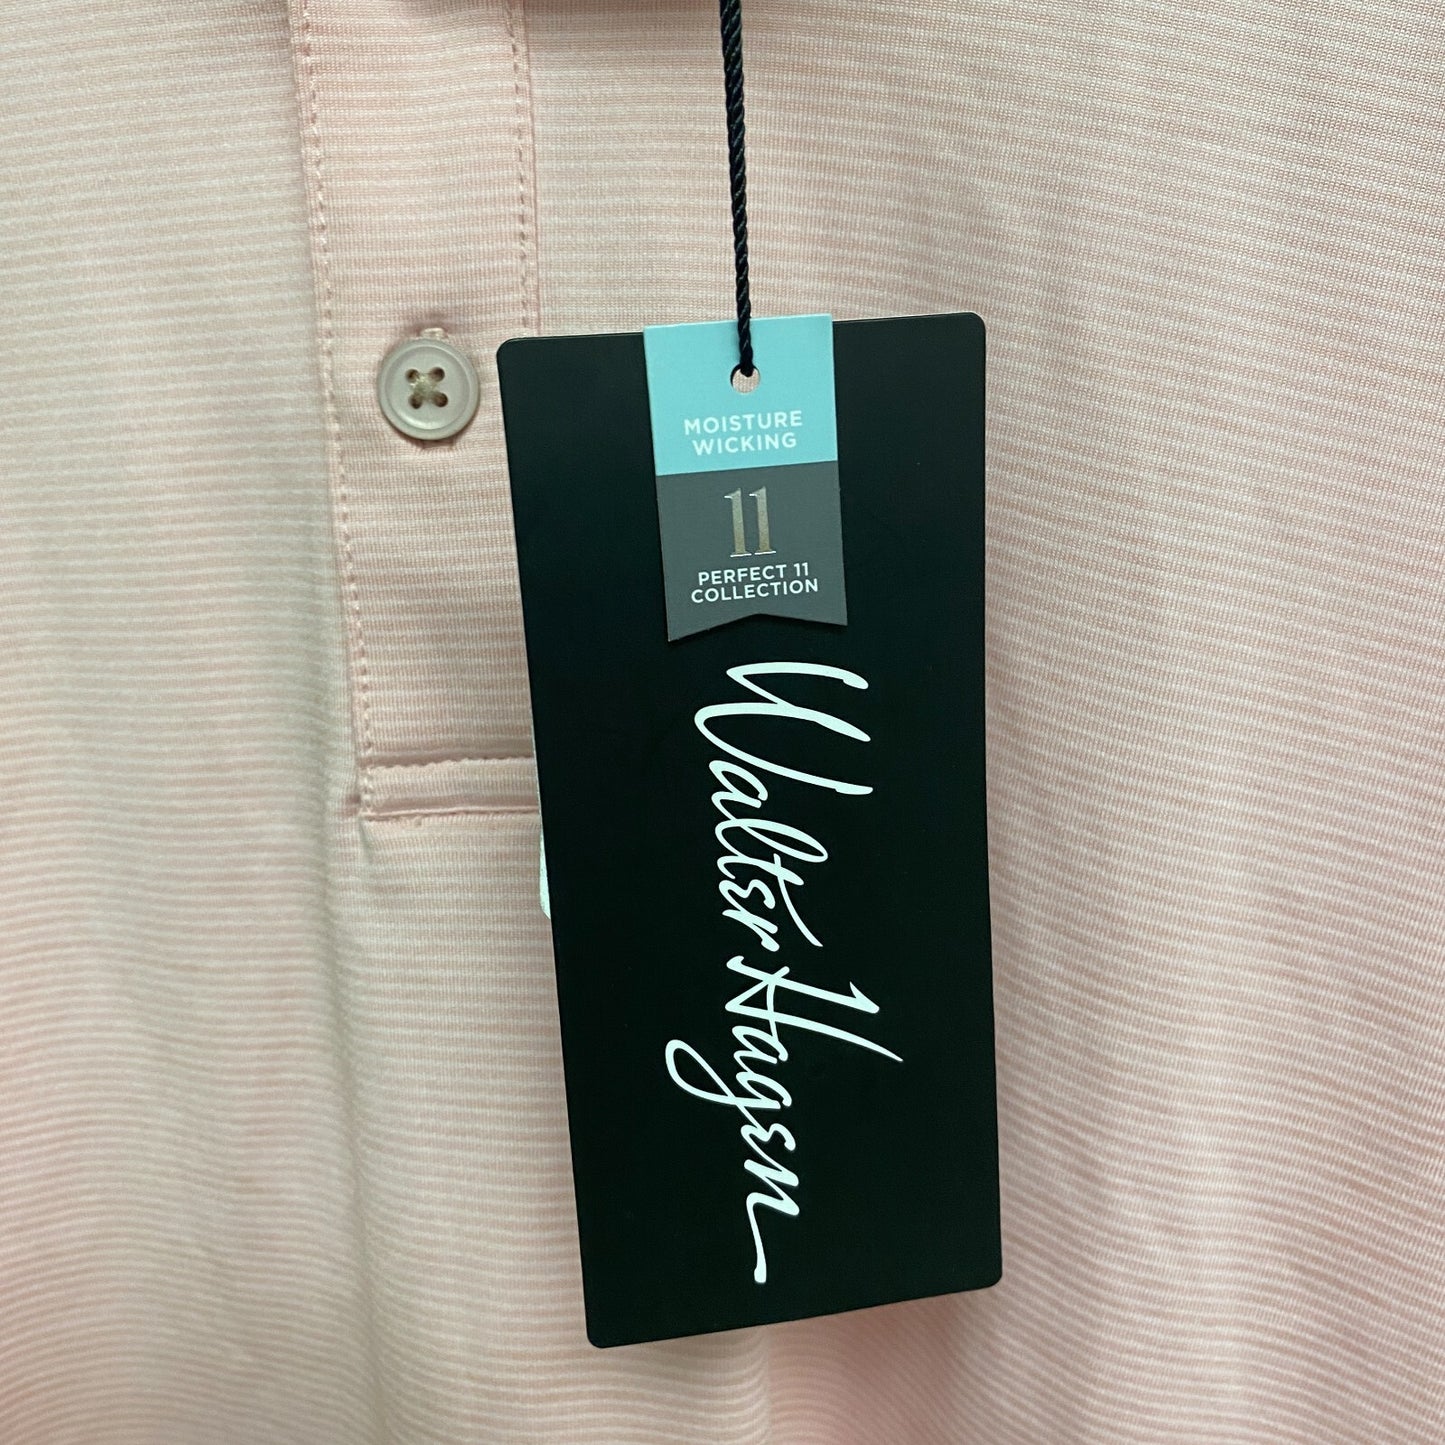 MOISTURE
WICKING
11
PERFECT 11
COLLECTION
Walter Hagen